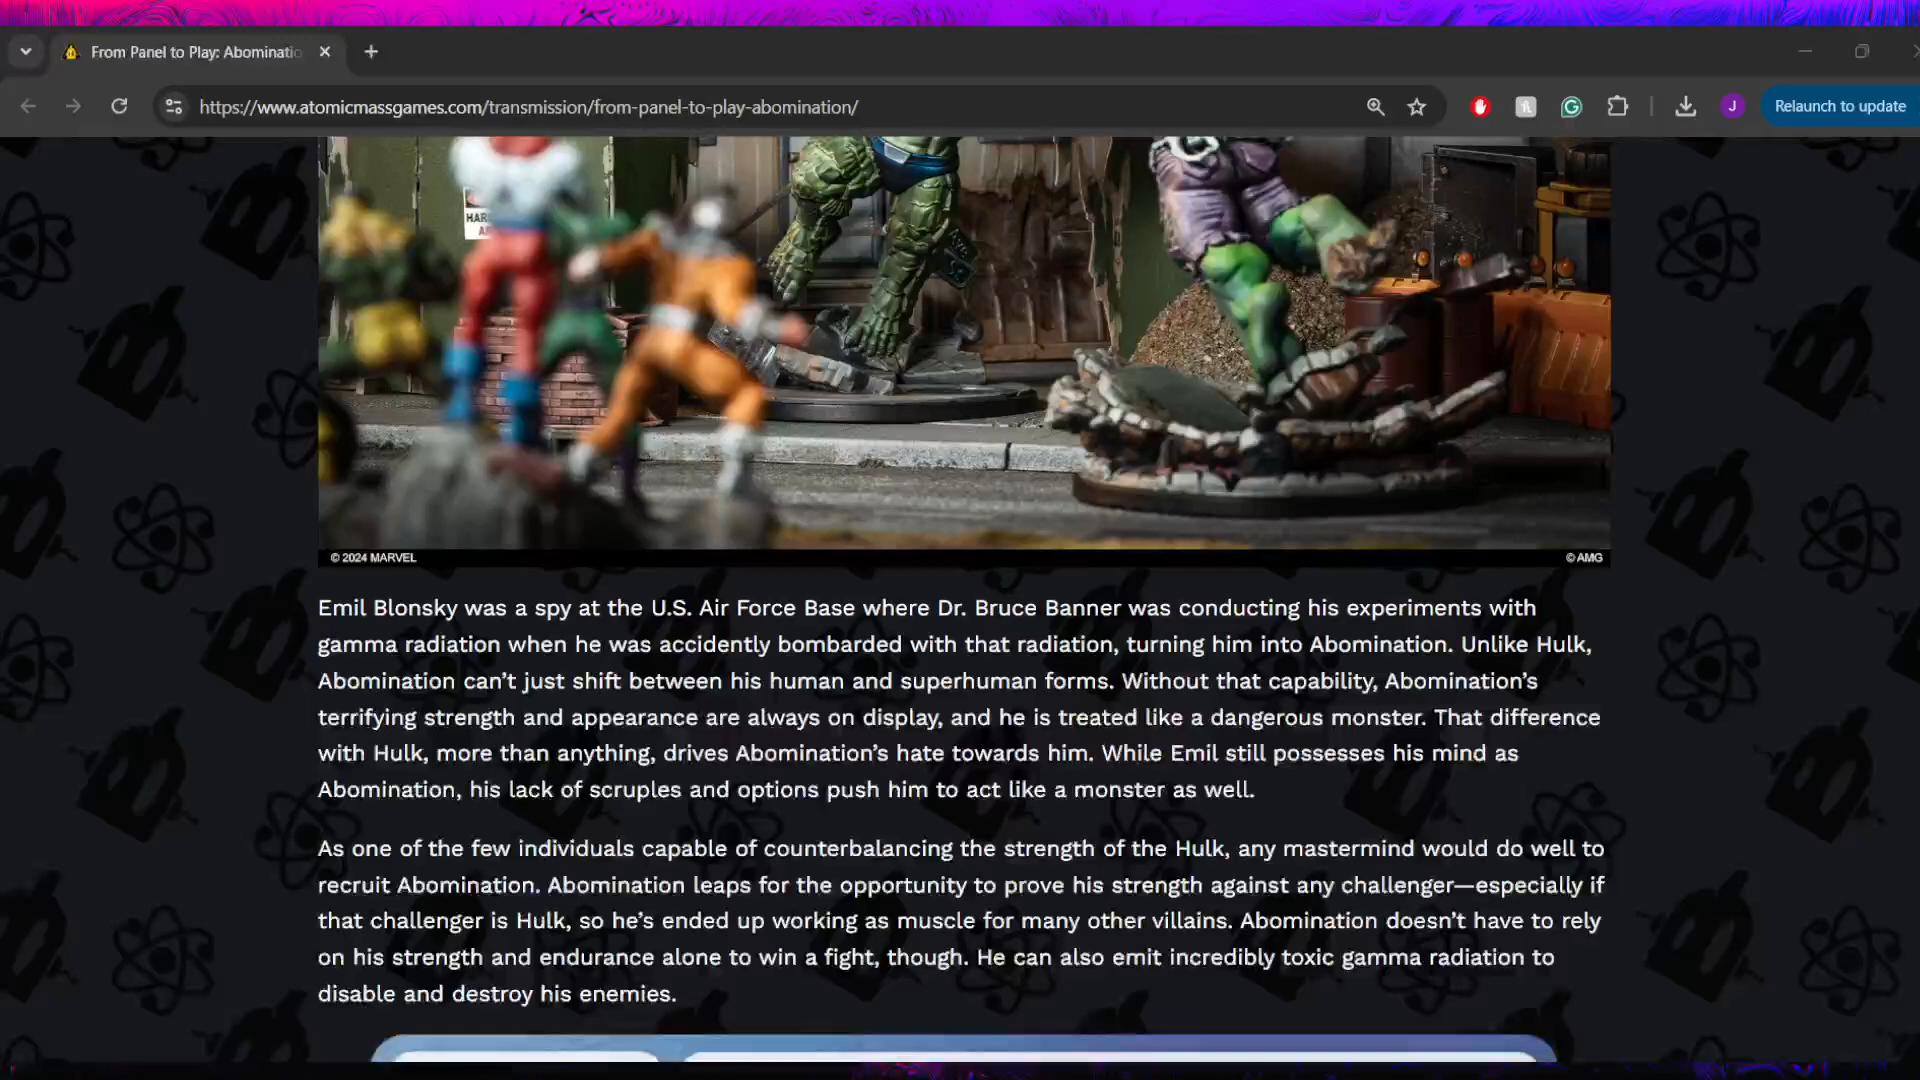 From Panel to Play: Abominatio
https://www.atomicmassgames.com/transmission/from-panel-to-play-abomination/
J
Relaunch to update
HAR
© 2024 MARVEL
© AMG
Emil Blonsky was a spy at the U.S. Air Force Base where Dr. Bruce Banner was conducting his experiments with
gamma radiation when he was accidently bombarded with that radiation, turning him into Abomination. Unlike Hulk,
Abomination can’t just shift between his human and superhuman forms. Without that capability, Abomination’s
terrifying strength and appearance are always on display, and he is treated like a dangerous monster. That difference
with Hulk, more than anything, drives Abomination’s hate towards him. While Emil still possesses his mind as
Abomination, his lack of scruples and options push him to act like a monster as well.
As one of the few individuals capable of counterbalancing the strength of the Hulk, any mastermind would do well to
recruit Abomination. Abomination leaps for the opportunity to prove his strength against any challenger—especially if
that challenger is Hulk, so he’s ended up working as muscle for many other villains. Abomination doesn’t have to rely
on his strength and endurance alone to win a fight, though. He can also emit incredibly toxic gamma radiation to
disable and destroy his enemies.